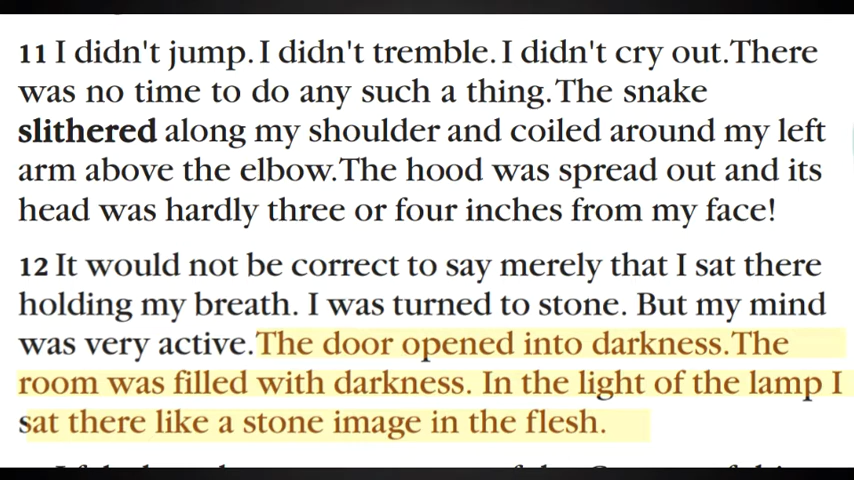 11 I didn't jump. I didn't tremble. I didn't cry out.There
was no time to do any such a thing.The snake
slithered along my shoulder and coiled around my left
arm above the elbow.The hood was spread out and its
head was hardly three or four inches from my face!
12 It would not be correct to say merely that I sat there
holding my breath. I was turned to stone. But my mind
was very active.The door opened into darkness.The
room was filled with darkness. In the light of the lamp I
sat there like a stone image in the flesh.